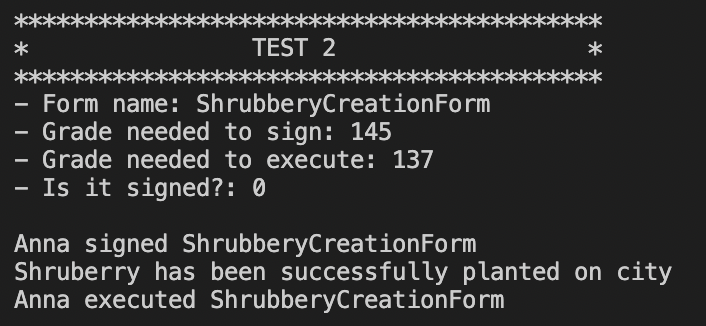 ******************************************
*                TEST 2                  *
******************************************
- Form name: ShrubberyCreationForm
- Grade needed to sign: 145
- Grade needed to execute: 137
- Is it signed?: 0
Anna signed ShrubberyCreationForm
Shruberry has been successfully planted on city
Anna executed ShrubberyCreationForm